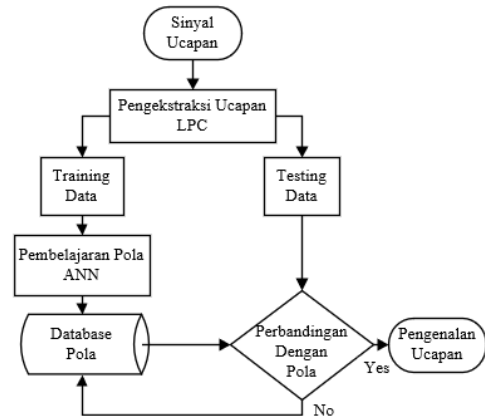 Sinyal
Ucapan
Pengekstraksi Ucapan
LPC
Training
Data
Testing
Data
Pembelajaran Pola
ANN
Database
Pola
Perbandingan
Dengan
Pola
Pengenalan
Ucapan
Yes
No